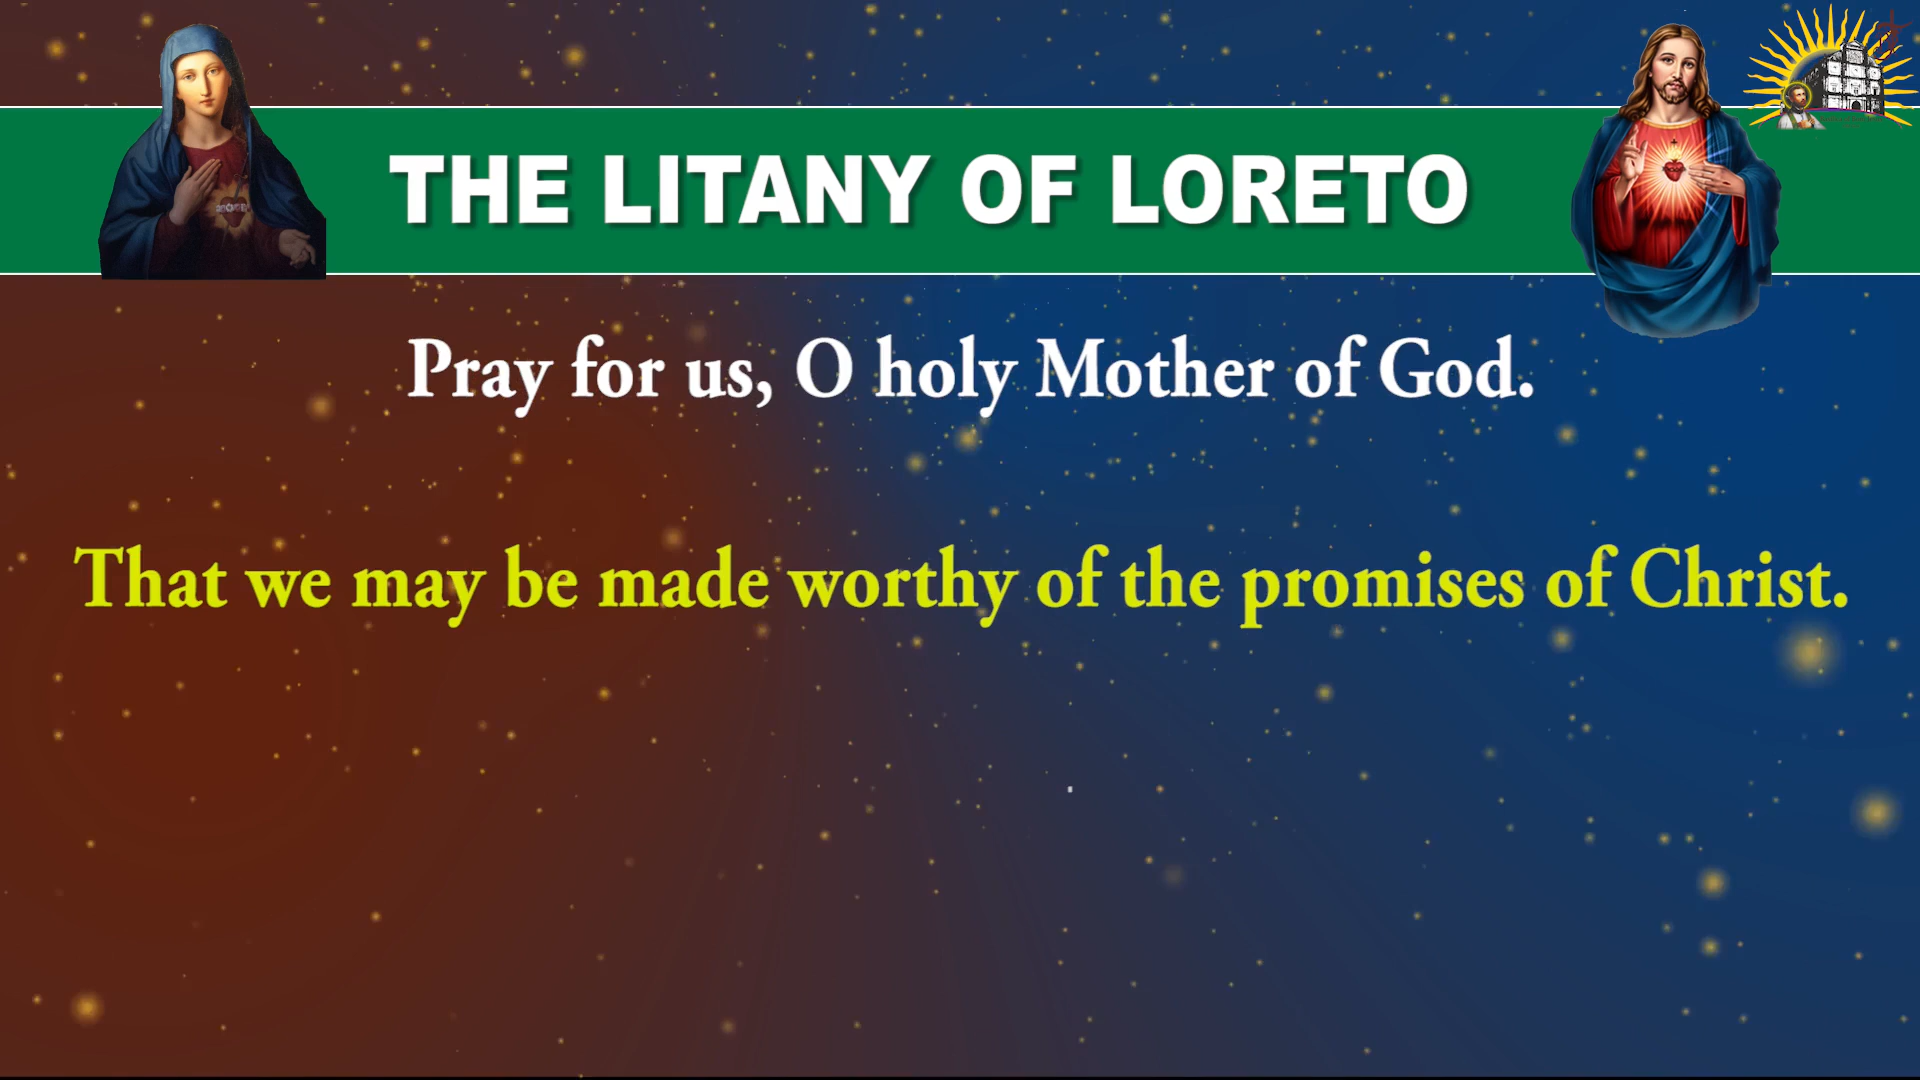 THE LITANY OF LORETO
Pray for us, O holy Mother of God.
That we may be made worthy of the promises of Christ.